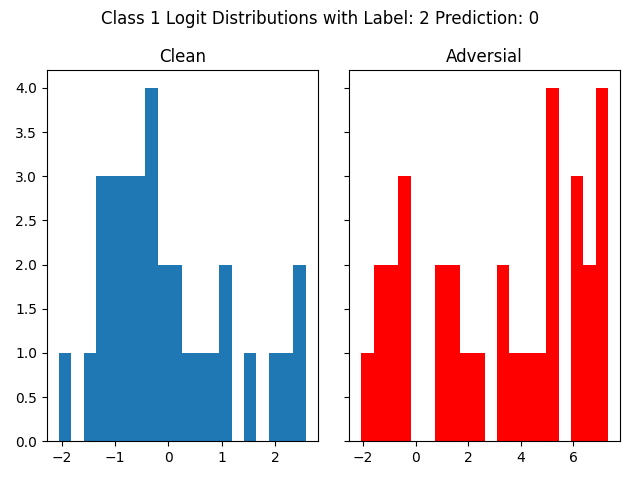 Class 1 Logit Distributions with Label: 2 Prediction: 0
Clean
Adversial
4.0
3.5
3.0
2.5
2.0
1.5
1.0
0.5
0.0
−2 −1 0 1 2
−2 0 2 4 6